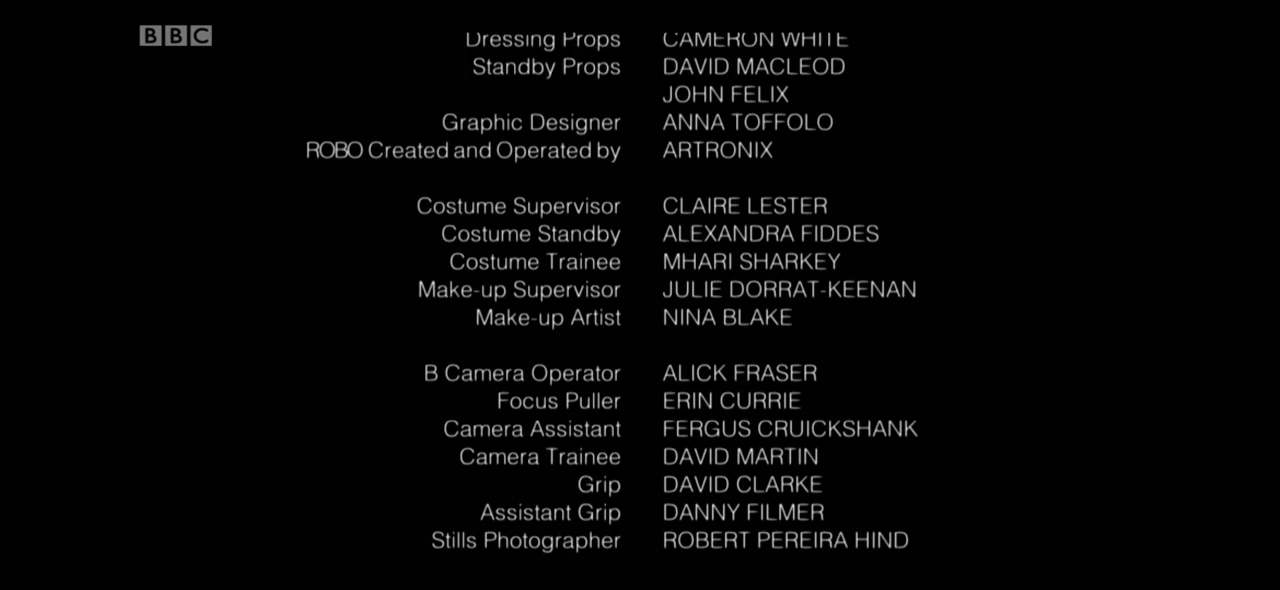 BBC
Dressing Props CAMERON WHITE
Standby Props DAVID MACLEOD
JOHN FELIX
Graphic Designer ANNA TOFFOLO
ROBO Created and Operated by ARTRONIX
Costume Supervisor CLAIRE LESTER
Costume Standby ALEXANDRA FIDDES
Costume Trainee MHARI SHARKEY
Make-up Supervisor JULIE DORRAT-KEENAN
Make-up Artist NINA BLAKE
B Camera Operator ALICK FRASER
Focus Puller ERIN CURRIE
Camera Assistant FERGUS CRUICKSHANK
Camera Trainee DAVID MARTIN
Grip DAVID CLARKE
Assistant Grip DANNY FILMER
Stills Photographer ROBERT PEREIRA HIND